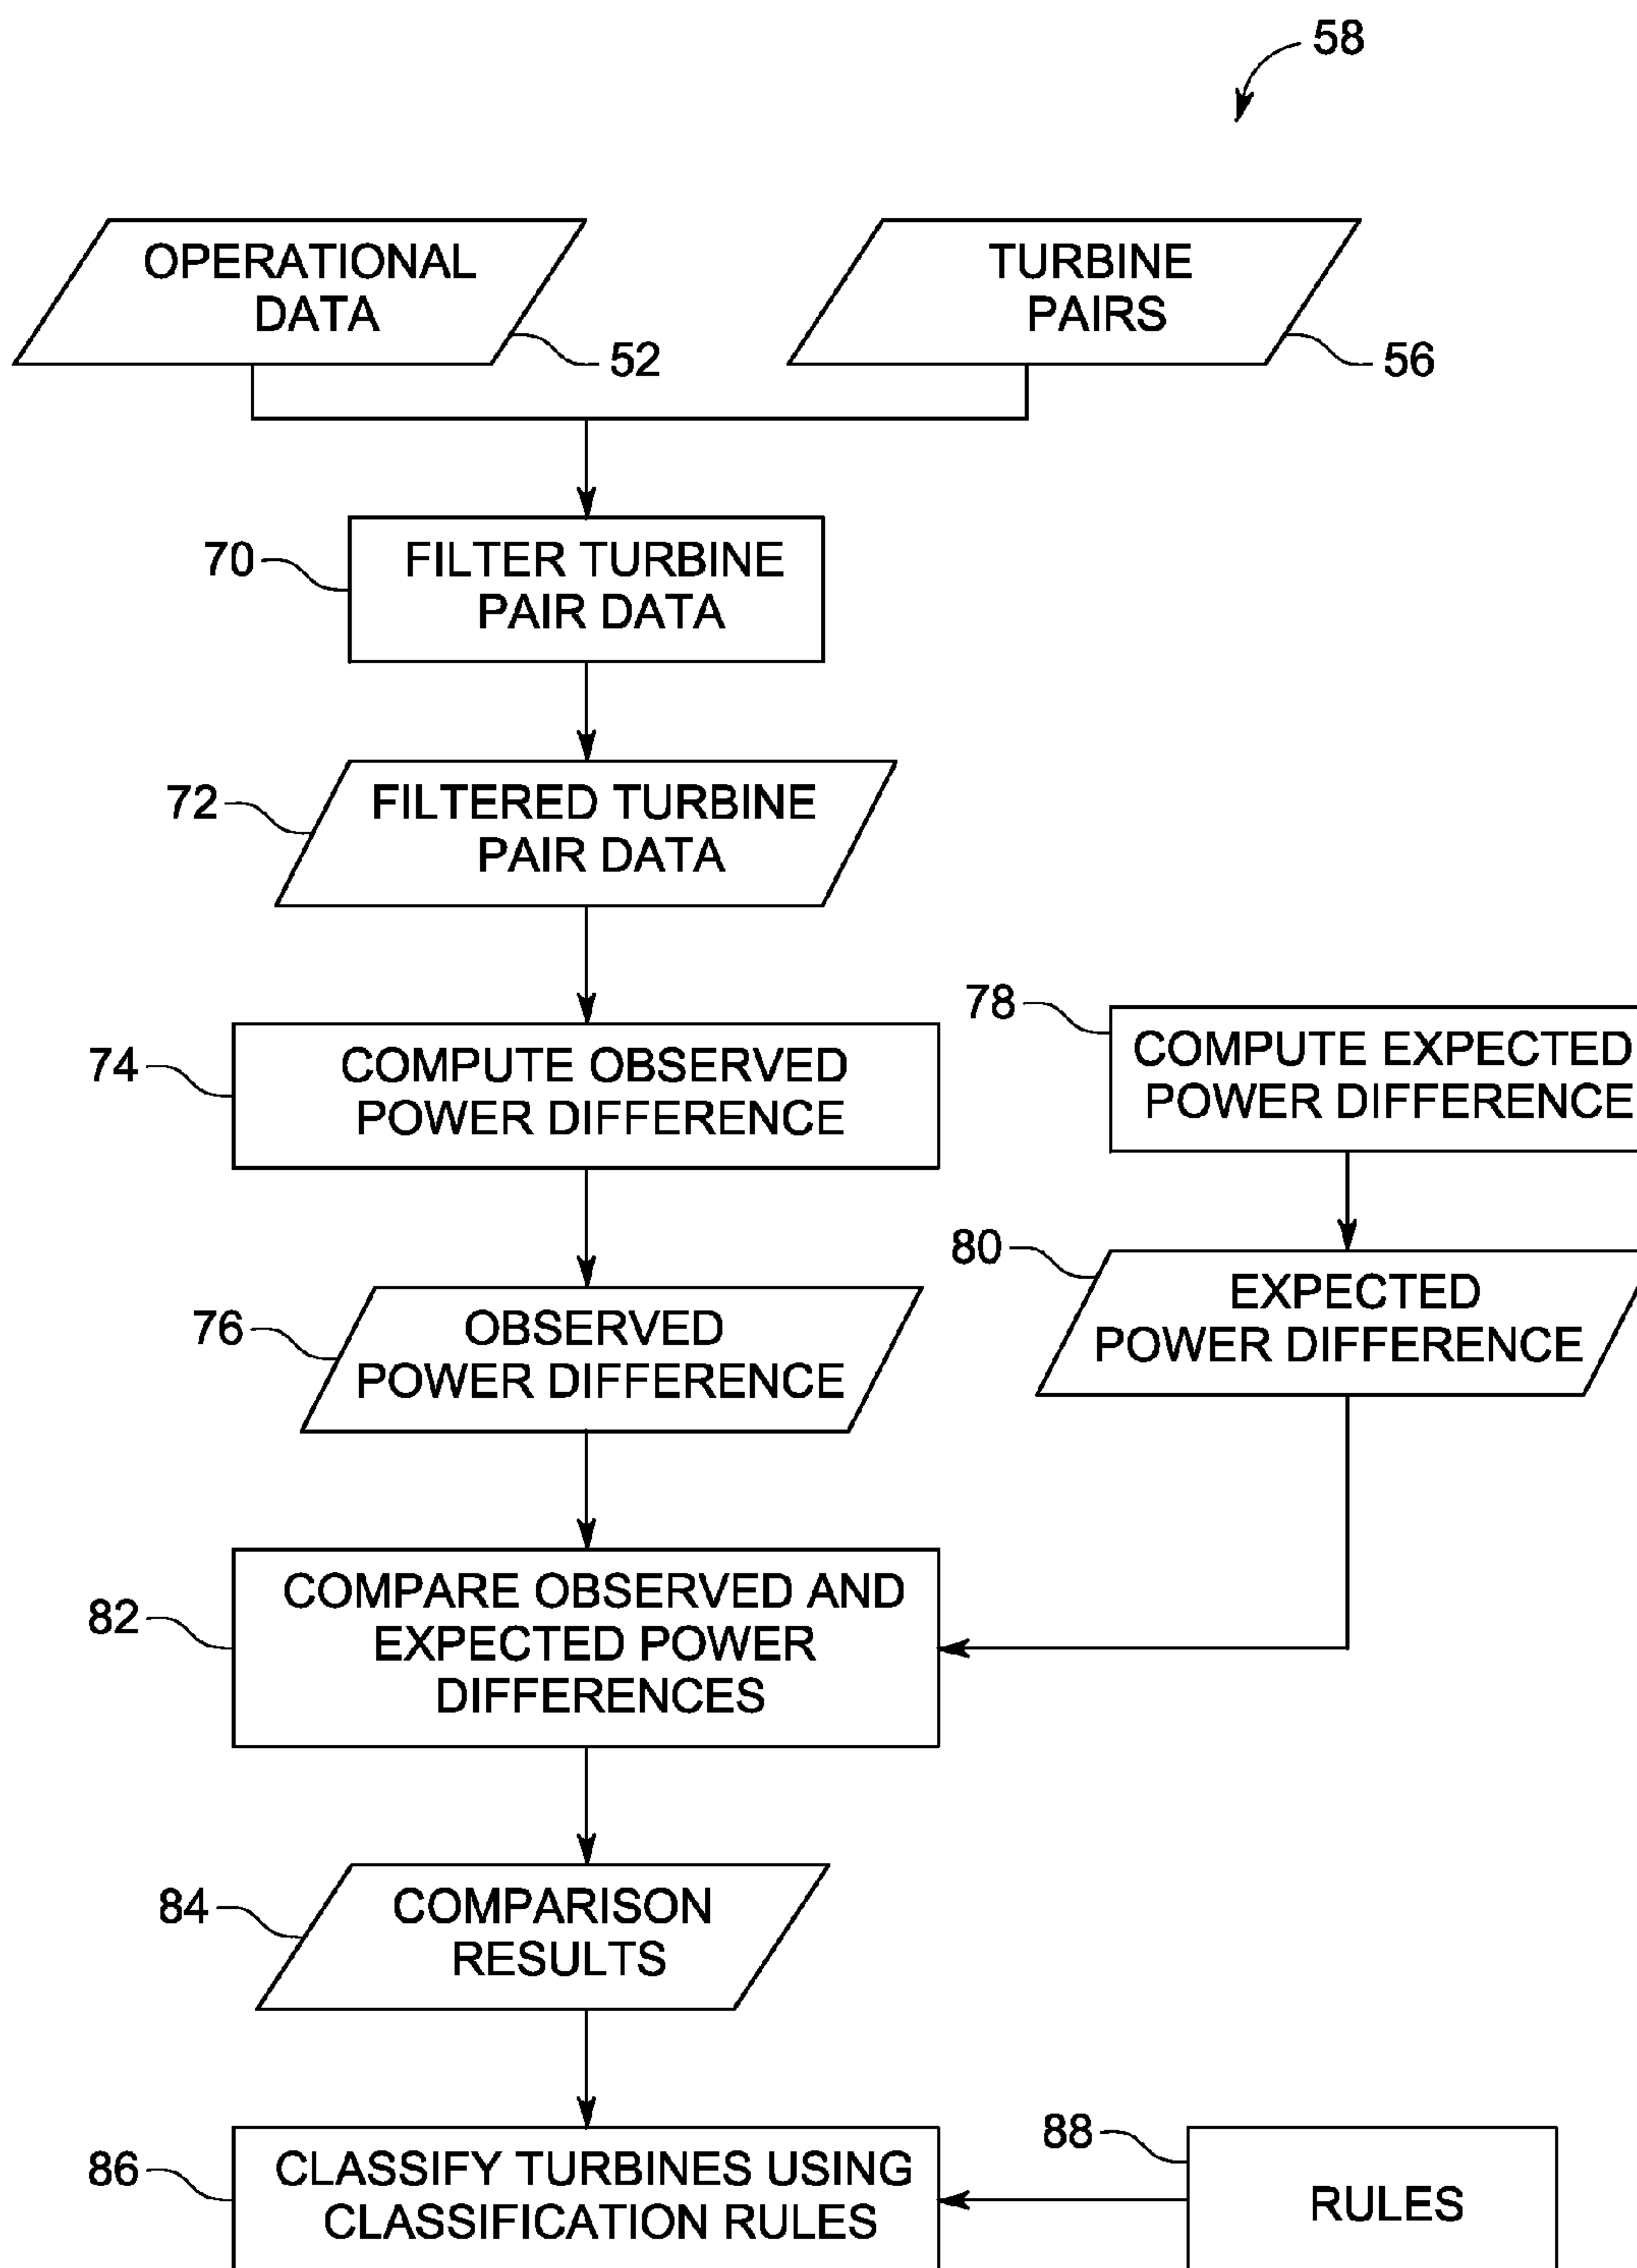 58
OPERATIONAL
DATA
52
TURBINE
PAIRS
56
70
FILTER TURBINE
PAIR DATA
72
FILTERED TURBINE
PAIR DATA
74
COMPUTE OBSERVED
POWER DIFFERENCE
78
COMPUTE EXPECTED
POWER DIFFERENCE
76
OBSERVED
POWER DIFFERENCE
80
EXPECTED
POWER DIFFERENCE
82
COMPARE OBSERVED AND
EXPECTED POWER
DIFFERENCES
84
COMPARISON
RESULTS
86
CLASSIFY TURBINES USING
CLASSIFICATION RULES
88
RULES